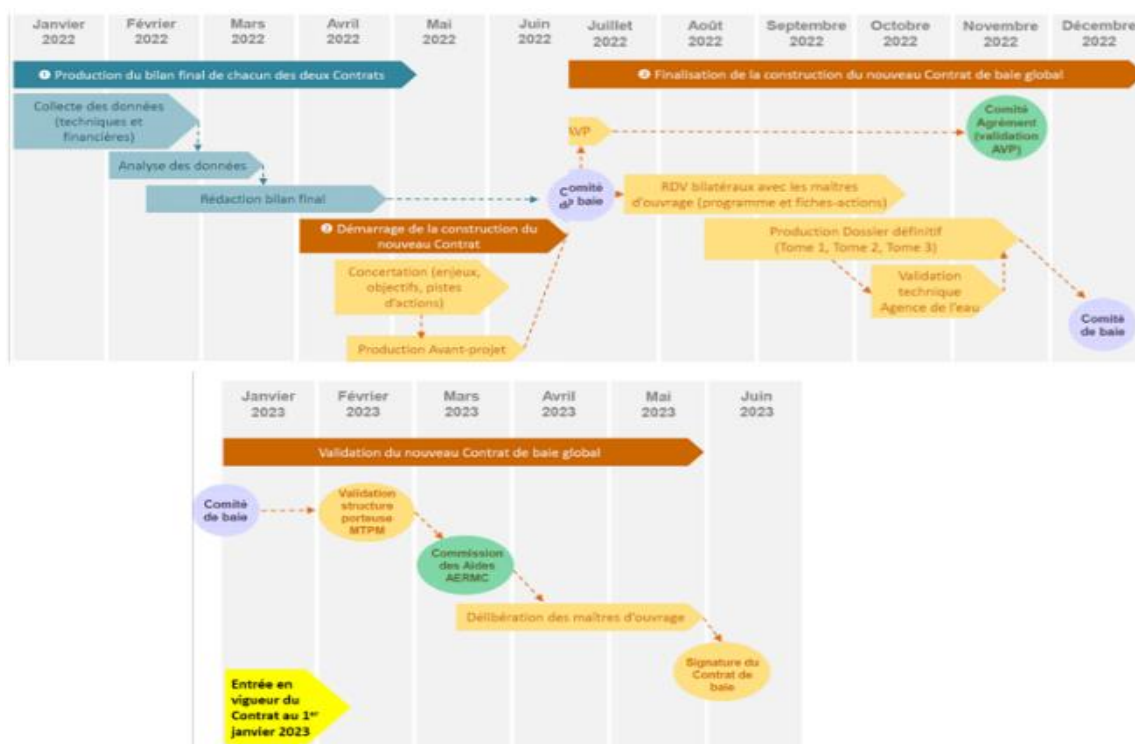 Janvier Février Mars Avril Mai Juin Juillet Août Septembre Octobre Novembre Décembre
2022 2022 2022 2022 2022 2022 2022 2022 2022 2022 2022 2022
❶ Production du bilan final de chacun des deux Contrats
❸ Finalisation de la construction du nouveau Contrat de baie global
Collecte des données
(techniques et
financières)
Comité
Agrément
(validation
AVP)
AVP
Analyse des données
Rédaction bilan final
Comité
de baie
RDV bilatéraux avec les maîtres
d'ouvrage (programme et fiches-actions)
❷ Démarrage de la construction du
nouveau Contrat
Production Dossier définitif
(Tome 1, Tome 2, Tome 3)
Concertation (enjeux,
objectifs, pistes
d'actions)
Validation
technique
Agence de l'eau
Comité
de baie
Production Avant-projet
Janvier Février Mars Avril Mai Juin
2023 2023 2023 2023 2023 2023
Validation du nouveau Contrat de baie global
Comité
de baie
Validation
structure
porteuse
MTPM
Commission
des Aides
AERMC
Délibération des maîtres d'ouvrage
Signature du
Contrat de
baie
Entrée en
vigueur du
Contrat au 1er
janvier 2023